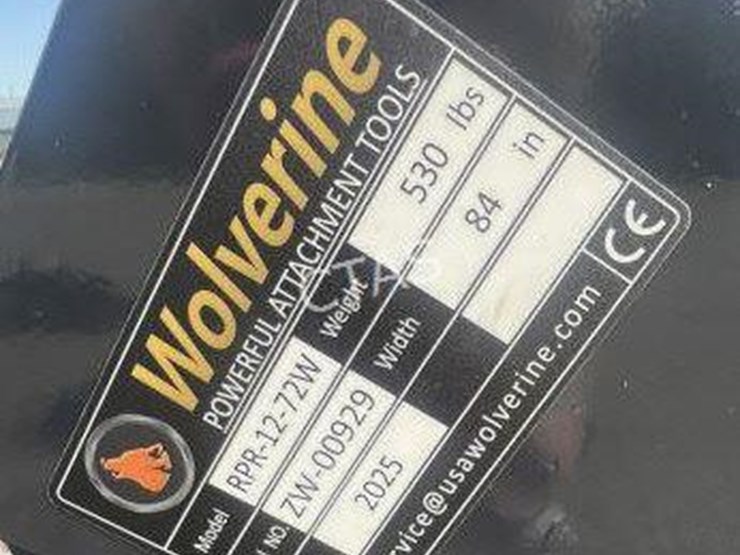 Wolverine
POWERFUL ATTACHMENT TOOLS
Model RPR-12-72W Weight 530 lbs
NO. ZW-00929 Width 84 in
2025
CE
@usawolverine.com